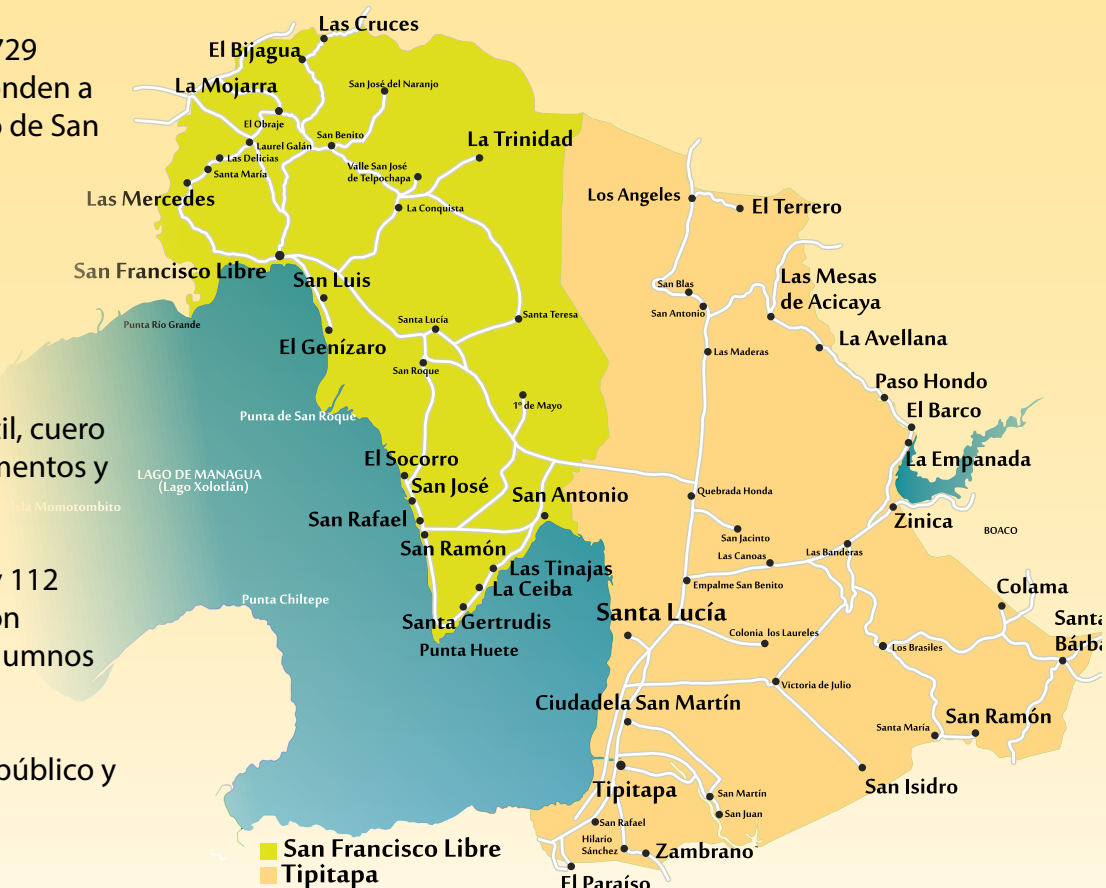 729
onden a
o de San
til, cuero
mentos y
y 112
ón
lumnos
público y
Las Cruces
El Bijagua
La Mojarra
San José del Naranjo
El Obraje
San Benito
Laurel Galán
La Trinidad
Las Delicias
Valle San José
de Telpochapa
Santa María
Las Mercedes
La Conquista
Los Angeles
El Terrero
San Francisco Libre
San Luis
Las Mesas
de Acicaya
San Blas
San Antonio
Punta Río Grande
Santa Lucía
Santa Teresa
El Genízaro
La Avellana
Las Maderas
San Roque
Paso Hondo
1º de Mayo
El Barco
Punta de San Roque
El Socorro
La Empanada
LAGO DE MANAGUA
(Lago Xolotlán)
San José
San Antonio
Quebrada Honda
Isla Momotombito
San Rafael
Zinica
San Jacinto
BOACO
San Ramón
Las Canoas
Las Banderas
Las Tinajas
La Ceiba
Empalme San Benito
Colama
Punta Chiltepe
Santa Gertrudis
Santa Lucía
Santa
Bárba
Colonia los Laureles
Punta Huete
Los Brasiles
Victoria de Julio
Ciudadela San Martín
San Ramón
Santa María
Tipitapa
San Isidro
San Martín
San Juan
San Rafael
Hilario
Sánchez
Zambrano
El Paraíso
San Francisco Libre
Tipitapa